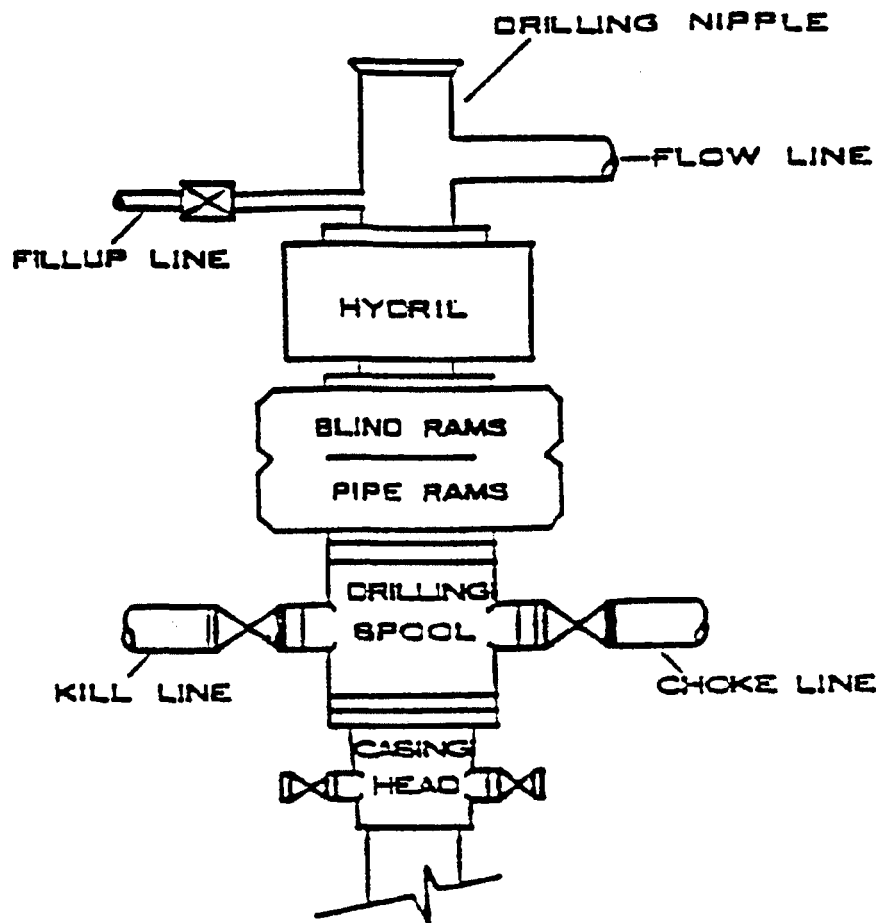 DRILLING NIPPLE
FLOW LINE
FILLUP LINE
HYDRIL
BLIND RAMS
PIPE RAMS
DRILLING
SPOOL
KILL LINE
CHOKE LINE
CASING
HEAD